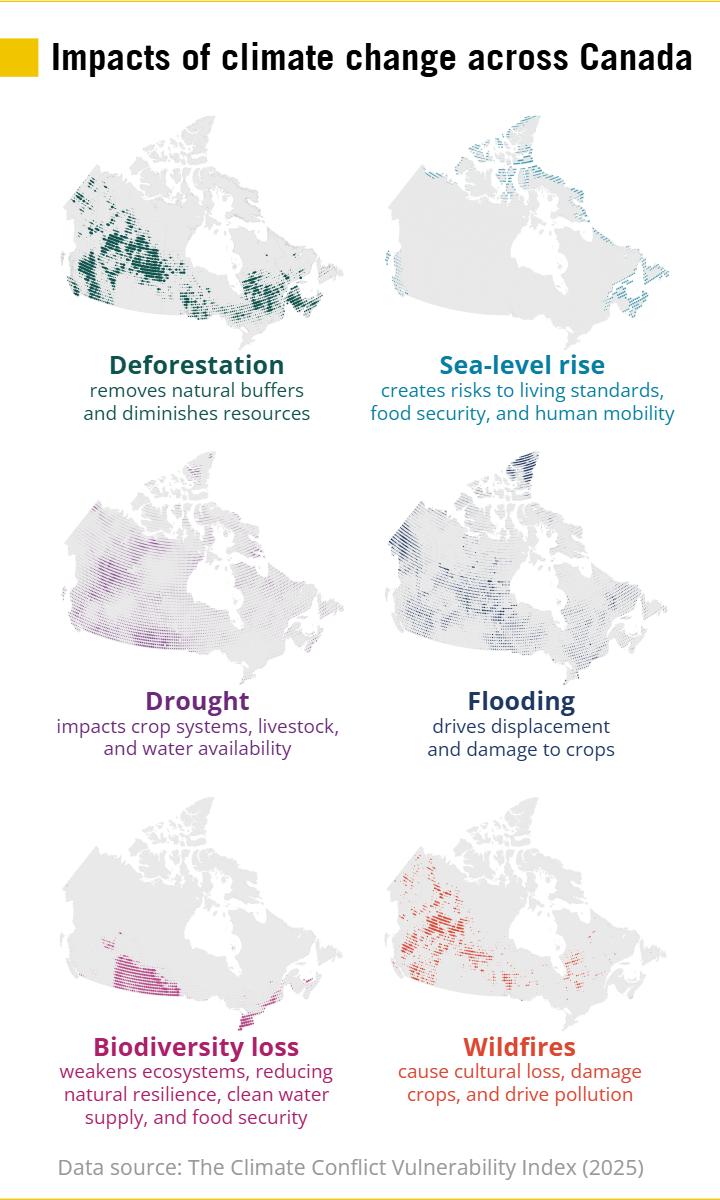 Impacts of climate change across Canada
Deforestation
removes natural buffers
and diminishes resources
Sea-level rise
creates risks to living standards,
food security, and human mobility
Drought
impacts crop systems, livestock,
and water availability
Flooding
drives displacement
and damage to crops
Biodiversity loss
weakens ecosystems, reducing
natural resilience, clean water
supply, and food security
Wildfires
cause cultural loss, damage
crops, and drive pollution
Data source: The Climate Conflict Vulnerability Index (2025)